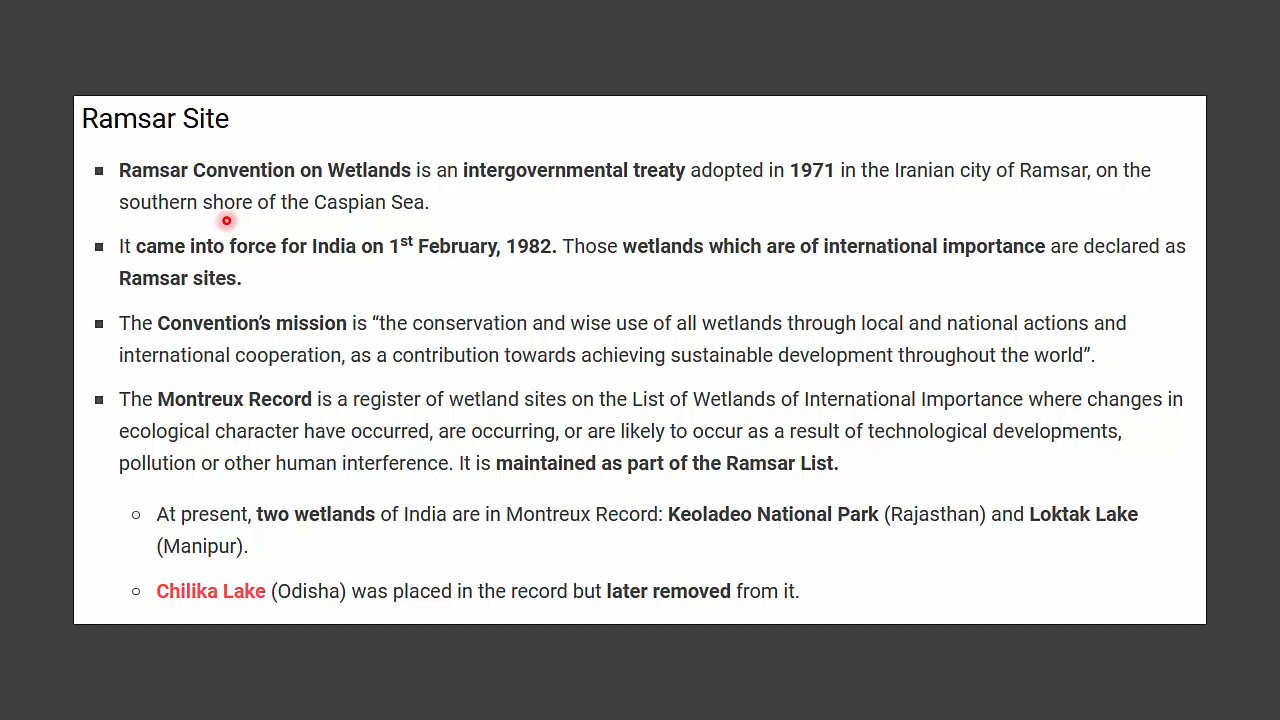 Ramsar Site
Ramsar Convention on Wetlands is an intergovernmental treaty adopted in 1971 in the Iranian city of Ramsar, on the
southern shore of the Caspian Sea.
It came into force for India on 1st February, 1982. Those wetlands which are of international importance are declared as
Ramsar sites.
The Convention’s mission is “the conservation and wise use of all wetlands through local and national actions and
international cooperation, as a contribution towards achieving sustainable development throughout the world”.
The Montreux Record is a register of wetland sites on the List of Wetlands of International Importance where changes in
ecological character have occurred, are occurring, or are likely to occur as a result of technological developments,
pollution or other human interference. It is maintained as part of the Ramsar List.
At present, two wetlands of India are in Montreux Record: Keoladeo National Park (Rajasthan) and Loktak Lake
(Manipur).
Chilika Lake (Odisha) was placed in the record but later removed from it.